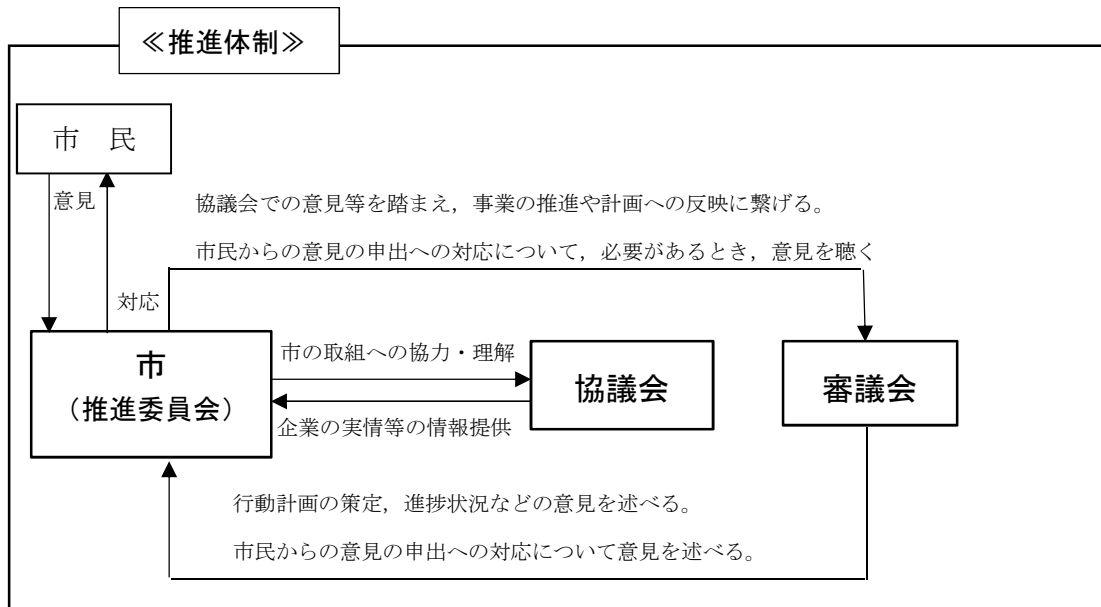 ≪推進体制≫
市　民
意見
協議会での意見等を踏まえ，事業の推進や計画への反映に繋げる。
市民からの意見の申出への対応について，必要があるとき，意見を聴く
対応
市
（推進委員会）
市の取組への協力・理解
企業の実情等の情報提供
協議会
審議会
行動計画の策定，進捗状況などの意見を述べる。
市民からの意見の申出への対応について意見を述べる。